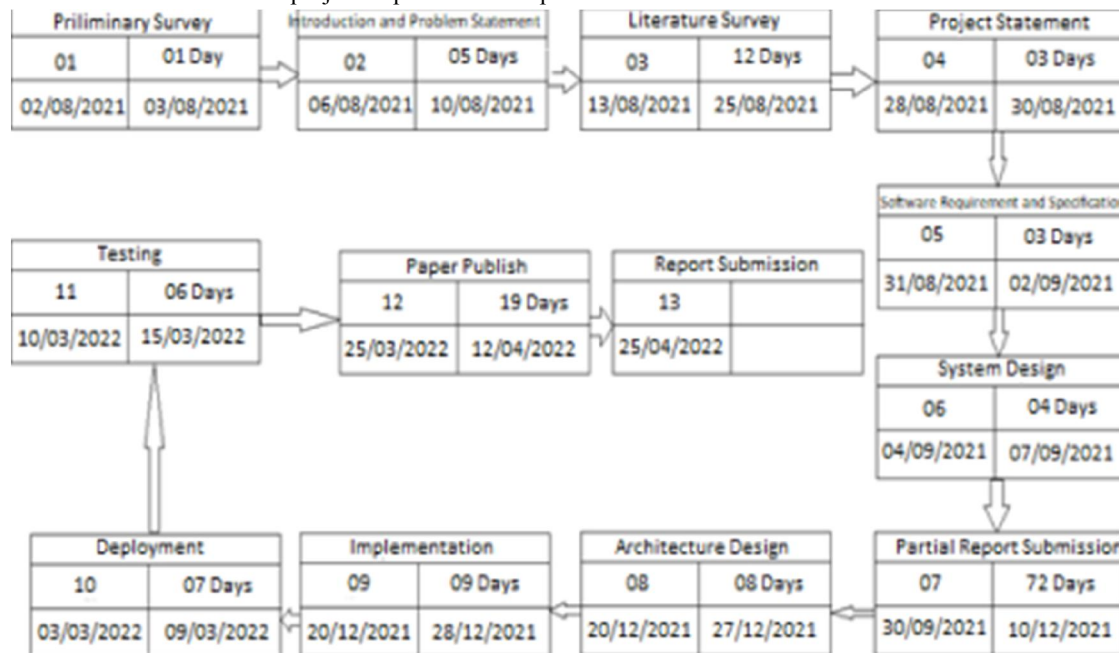 Priliminary Survey
01 01 Day
02/08/2021 03/08/2021
Introduction and Problem Statement
02 05 Days
06/08/2021 10/08/2021
Literature Survey
03 12 Days
13/08/2021 25/08/2021
Project Statement
04 03 Days
28/08/2021 30/08/2021
Software Requirement and Specification
05 03 Days
31/08/2021 02/09/2021
System Design
06 04 Days
04/09/2021 07/09/2021
Partial Report Submission
07 72 Days
30/09/2021 10/12/2021
Architecture Design
08 08 Days
20/12/2021 27/12/2021
Implementation
09 09 Days
20/12/2021 28/12/2021
Deployment
10 07 Days
03/03/2022 09/03/2022
Testing
11 06 Days
10/03/2022 15/03/2022
Paper Publish
12 19 Days
25/03/2022 12/04/2022
Report Submission
13
25/04/2022